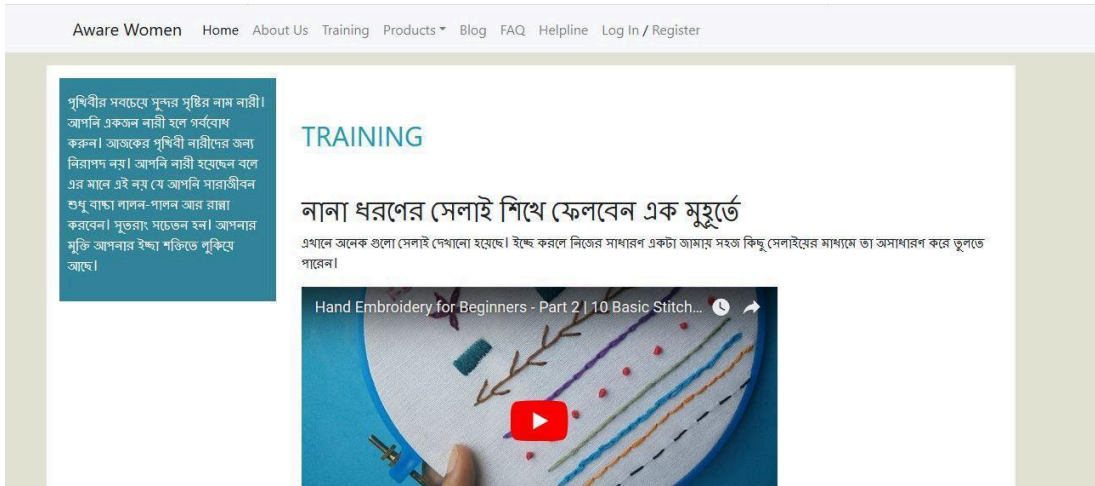 Aware Women Home About Us Training Products Blog FAQ Helpline Log In / Register
পৃথিবীর সবচেয়ে সুন্দর সৃষ্টির নাম নারী।
আপনি একজন নারী হলে গর্ববোধ
করুন। আজকের পৃথিবী নারীদের জন্য
নিরাপদ নয়। আপনি নারী হয়েছেন বলে
এর মানে এই নয় যে আপনি সারাজীবন
শুধু বাচ্চা লালন-পালন আর রান্না
করবেন। সুতরাং সচেতন হন। আপনার
মুক্তি আপনার ইচ্ছা শক্তিতে লুকিয়ে
আছে।
TRAINING
নানা ধরণের সেলাই শিখে ফেলবেন এক মুহূর্তে
এখানে অনেক গুলো সেলাই দেখানো হয়েছে। ইচ্ছে করলে নিজের সাধারণ একটা জামায় সহজ কিছু সেলাইয়ের মাধ্যমে তা অসাধারণ করে তুলতে
পারেন।
Hand Embroidery for Beginners - Part 2 | 10 Basic Stitch...